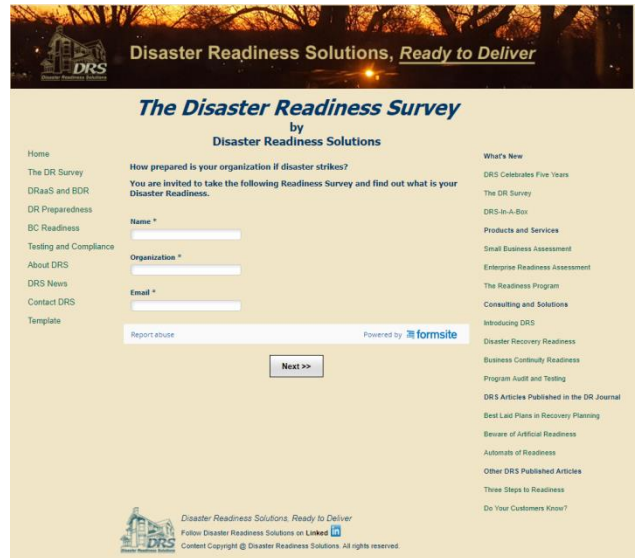 DRS
Disaster Readiness Solutions
Disaster Readiness Solutions, Ready to Deliver
The Disaster Readiness Survey
by
Disaster Readiness Solutions
Home
The DR Survey
DRaaS and BDR
DR Preparedness
BC Readiness
Testing and Compliance
About DRS
DRS News
Contact DRS
Template
How prepared is your organization if disaster strikes?
You are invited to take the following Readiness Survey and find out what is your
Disaster Readiness.
Name *
Organization *
Email *
Report abuse
Powered by formsite
Next >>
What's New
DRS Celebrates Five Years
The DR Survey
DRS-In-A-Box
Products and Services
Small Business Assessment
Enterprise Readiness Assessment
The Readiness Program
Consulting and Solutions
Introducing DRS
Disaster Recovery Readiness
Business Continuity Readiness
Program Audit and Testing
DRS Articles Published in the DR Journal
Best Laid Plans in Recovery Planning
Beware of Artificial Readiness
Automats of Readiness
Other DRS Published Articles
Three Steps to Readiness
Do Your Customers Know?
DRS
Disaster Readiness Solutions
Disaster Readiness Solutions, Ready to Deliver
Follow Disaster Readiness Solutions on Linked in
Content Copyright @ Disaster Readiness Solutions. All rights reserved.